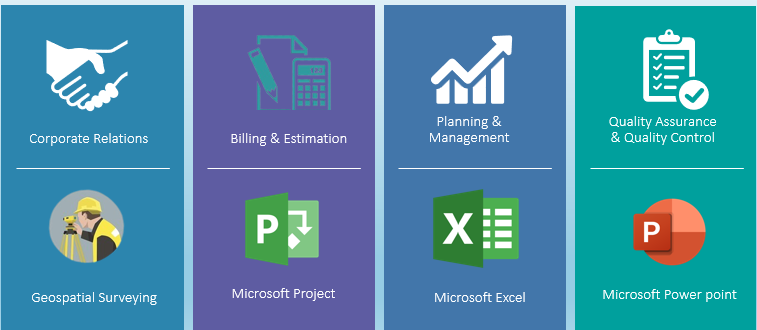 Corporate Relations
Billing & Estimation
Planning &
Management
Quality Assurance
& Quality Control
P
X
P
Geospatial Surveying
Microsoft Project
Microsoft Excel
Microsoft Power point